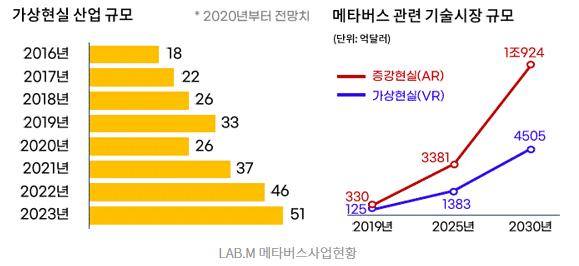 가상현실 산업 규모
* 2020년부터 전망치
2016년 18
2017년 22
2018년 26
2019년 33
2020년 26
2021년 37
2022년 46
2023년 51
메타버스 관련 기술시장 규모
(단위: 억달러)
증강현실(AR)
가상현실(VR)
1조924
3381
4505
330
125
1383
2019년 2025년 2030년
LAB.M 메타버스사업현황